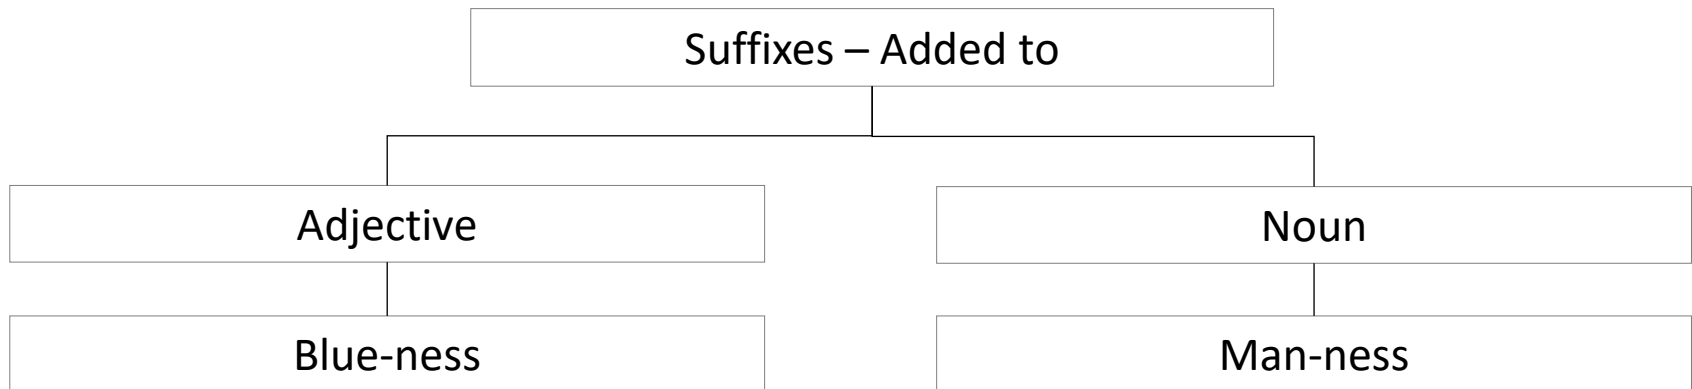 Suffixes – Added to
Adjective
Noun
Blue-ness
Man-ness